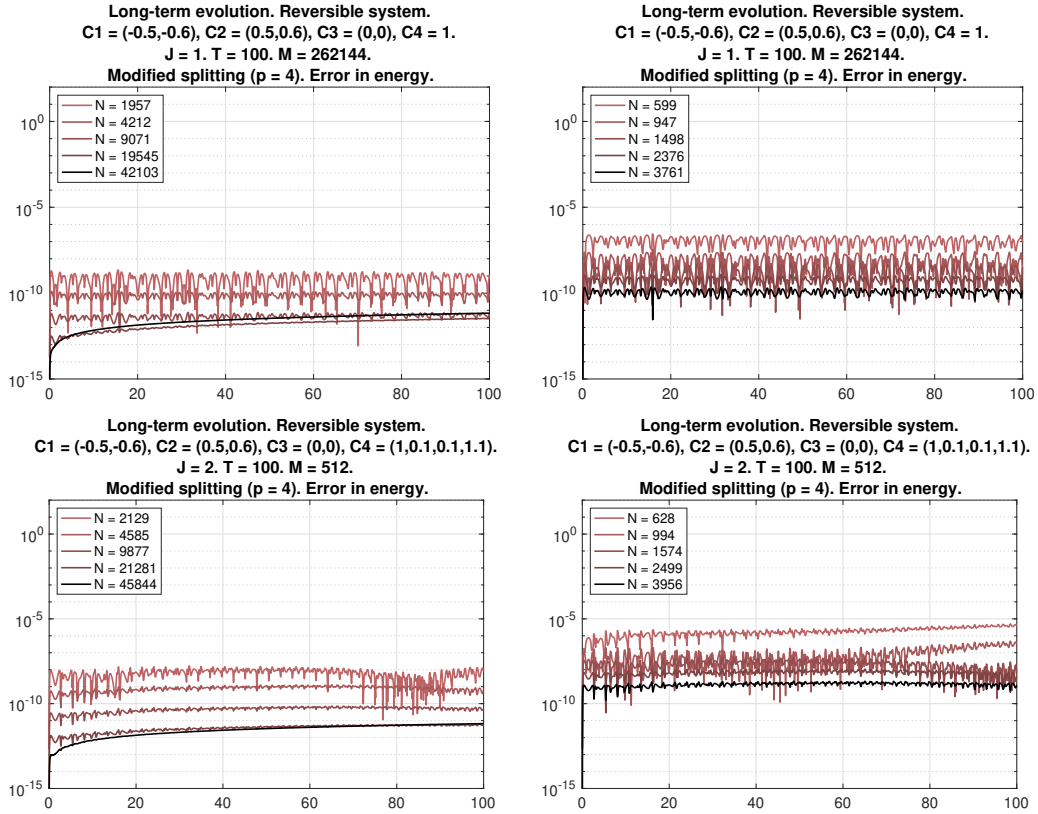 Long-term evolution. Reversible system.
C1 = (-0.5,-0.6), C2 = (0.5,0.6), C3 = (0,0), C4 = 1.
J = 1. T = 100. M = 262144.
Modified splitting (p = 4). Error in energy.
N = 1957
N = 4212
N = 9071
N = 19545
N = 42103
10^0
10^-5
10^-10
10^-15
0 20 40 60 80 100
Long-term evolution. Reversible system.
C1 = (-0.5,-0.6), C2 = (0.5,0.6), C3 = (0,0), C4 = 1.
J = 1. T = 100. M = 262144.
Modified splitting (p = 4). Error in energy.
N = 599
N = 947
N = 1498
N = 2376
N = 3761
10^0
10^-5
10^-10
10^-15
0 20 40 60 80 100
Long-term evolution. Reversible system.
C1 = (-0.5,-0.6), C2 = (0.5,0.6), C3 = (0,0), C4 = (1,0.1,0.1,1.1).
J = 2. T = 100. M = 512.
Modified splitting (p = 4). Error in energy.
N = 2129
N = 4585
N = 9877
N = 21281
N = 45844
10^0
10^-5
10^-10
10^-15
0 20 40 60 80 100
Long-term evolution. Reversible system.
C1 = (-0.5,-0.6), C2 = (0.5,0.6), C3 = (0,0), C4 = (1,0.1,0.1,1.1).
J = 2. T = 100. M = 512.
Modified splitting (p = 4). Error in energy.
N = 628
N = 994
N = 1574
N = 2499
N = 3956
10^0
10^-5
10^-10
10^-15
0 20 40 60 80 100